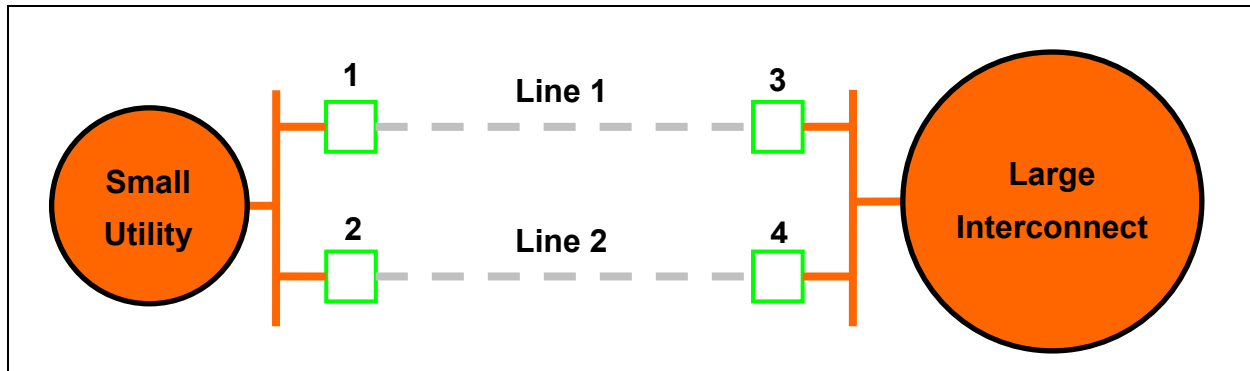 1
Line 1
3
Small
Utility
Large
Interconnect
2
Line 2
4